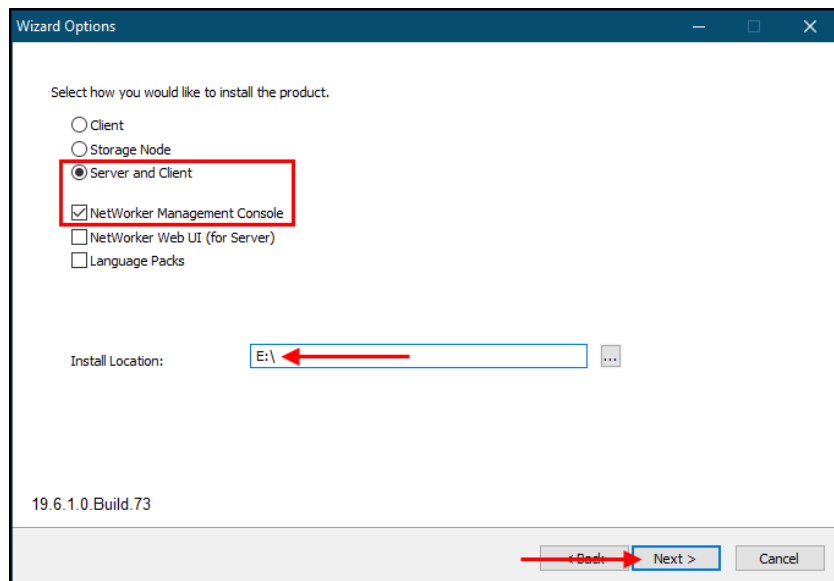 Wizard Options
Select how you would like to install the product.
Client
Storage Node
Server and Client
NetWorker Management Console
NetWorker Web UI (for Server)
Language Packs
Install Location:
E:\
...
19.6.1.0.Build.73
< Back
Next >
Cancel